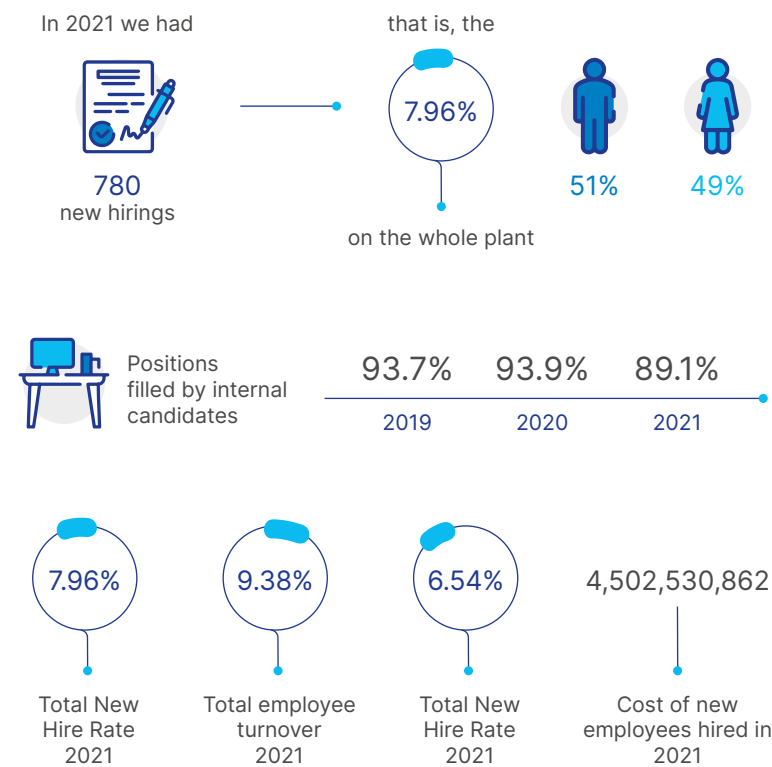 In 2021 we had
that is, the
7.96%
780
new hirings
51%
49%
on the whole plant
Positions
filled by internal
candidates
93.7%
93.9%
89.1%
2019
2020
2021
7.96%
9.38%
6.54%
4,502,530,862
Total New
Hire Rate
2021
Total employee
turnover
2021
Total New
Hire Rate
2021
Cost of new
employees hired in
2021